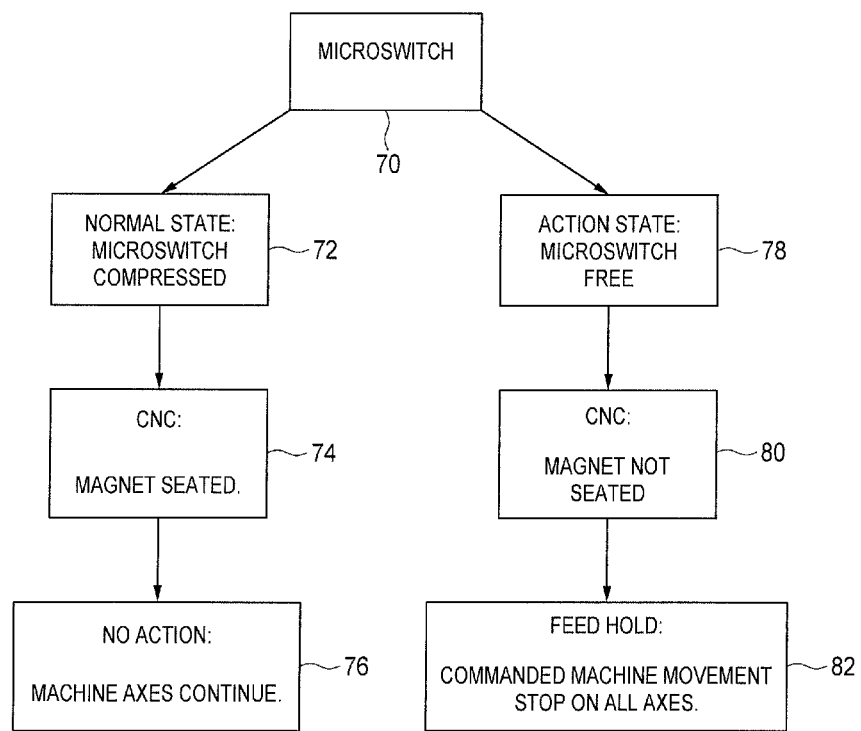 MICROSWITCH
70
NORMAL STATE:
MICROSWITCH
COMPRESSED
72
ACTION STATE:
MICROSWITCH
FREE
78
CNC:
MAGNET SEATED.
74
CNC:
MAGNET NOT
SEATED
80
NO ACTION:
MACHINE AXES CONTINUE.
76
FEED HOLD:
COMMANDED MACHINE MOVEMENT
STOP ON ALL AXES.
82